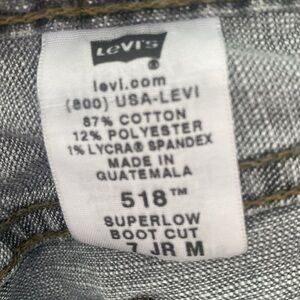 Levi's
®
levi.com
(800) USA-LEVI
87% COTTON
12% POLYESTER
1% LYCRA® SPANDEX
MADE IN
GUATEMALA
518™
SUPERLOW
BOOT CUT
7 JR M